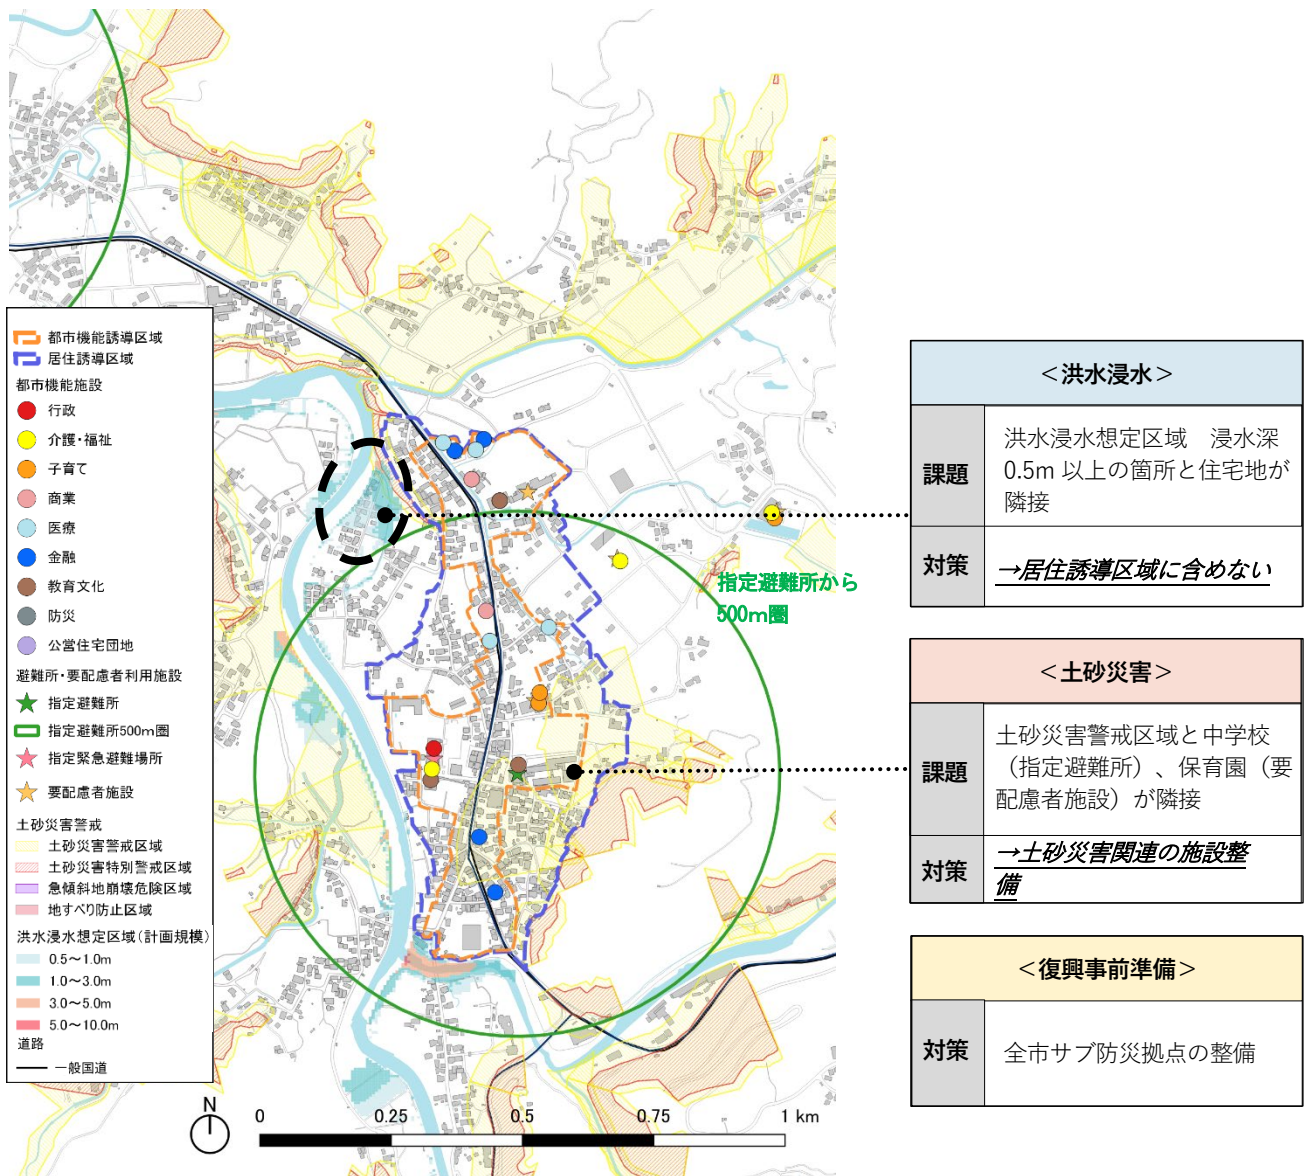 都市機能誘導区域
居住誘導区域
都市機能施設
行政
介護・福祉
子育て
商業
医療
金融
教育文化
防災
公営住宅団地
避難所・要配慮者利用施設
指定避難所
指定避難所500m圏
指定緊急避難場所
要配慮者施設
土砂災害警戒
土砂災害警戒区域
土砂災害特別警戒区域
急傾斜地崩壊危険区域
地すべり防止区域
洪水浸水想定区域(計画規模)
0.5～1.0m
1.0～3.0m
3.0～5.0m
5.0～10.0m
道路
一般国道
指定避難所から
500m圏
N
0 0.25 0.5 0.75 1 km
＜洪水浸水＞
課題
洪水浸水想定区域　浸水深
0.5m 以上の箇所と住宅地が
隣接
対策
→居住誘導区域に含めない
＜土砂災害＞
課題
土砂災害警戒区域と中学校
（指定避難所）、保育園（要
配慮者施設）が隣接
対策
→土砂災害関連の施設整
備
＜復興事前準備＞
対策
全市サブ防災拠点の整備